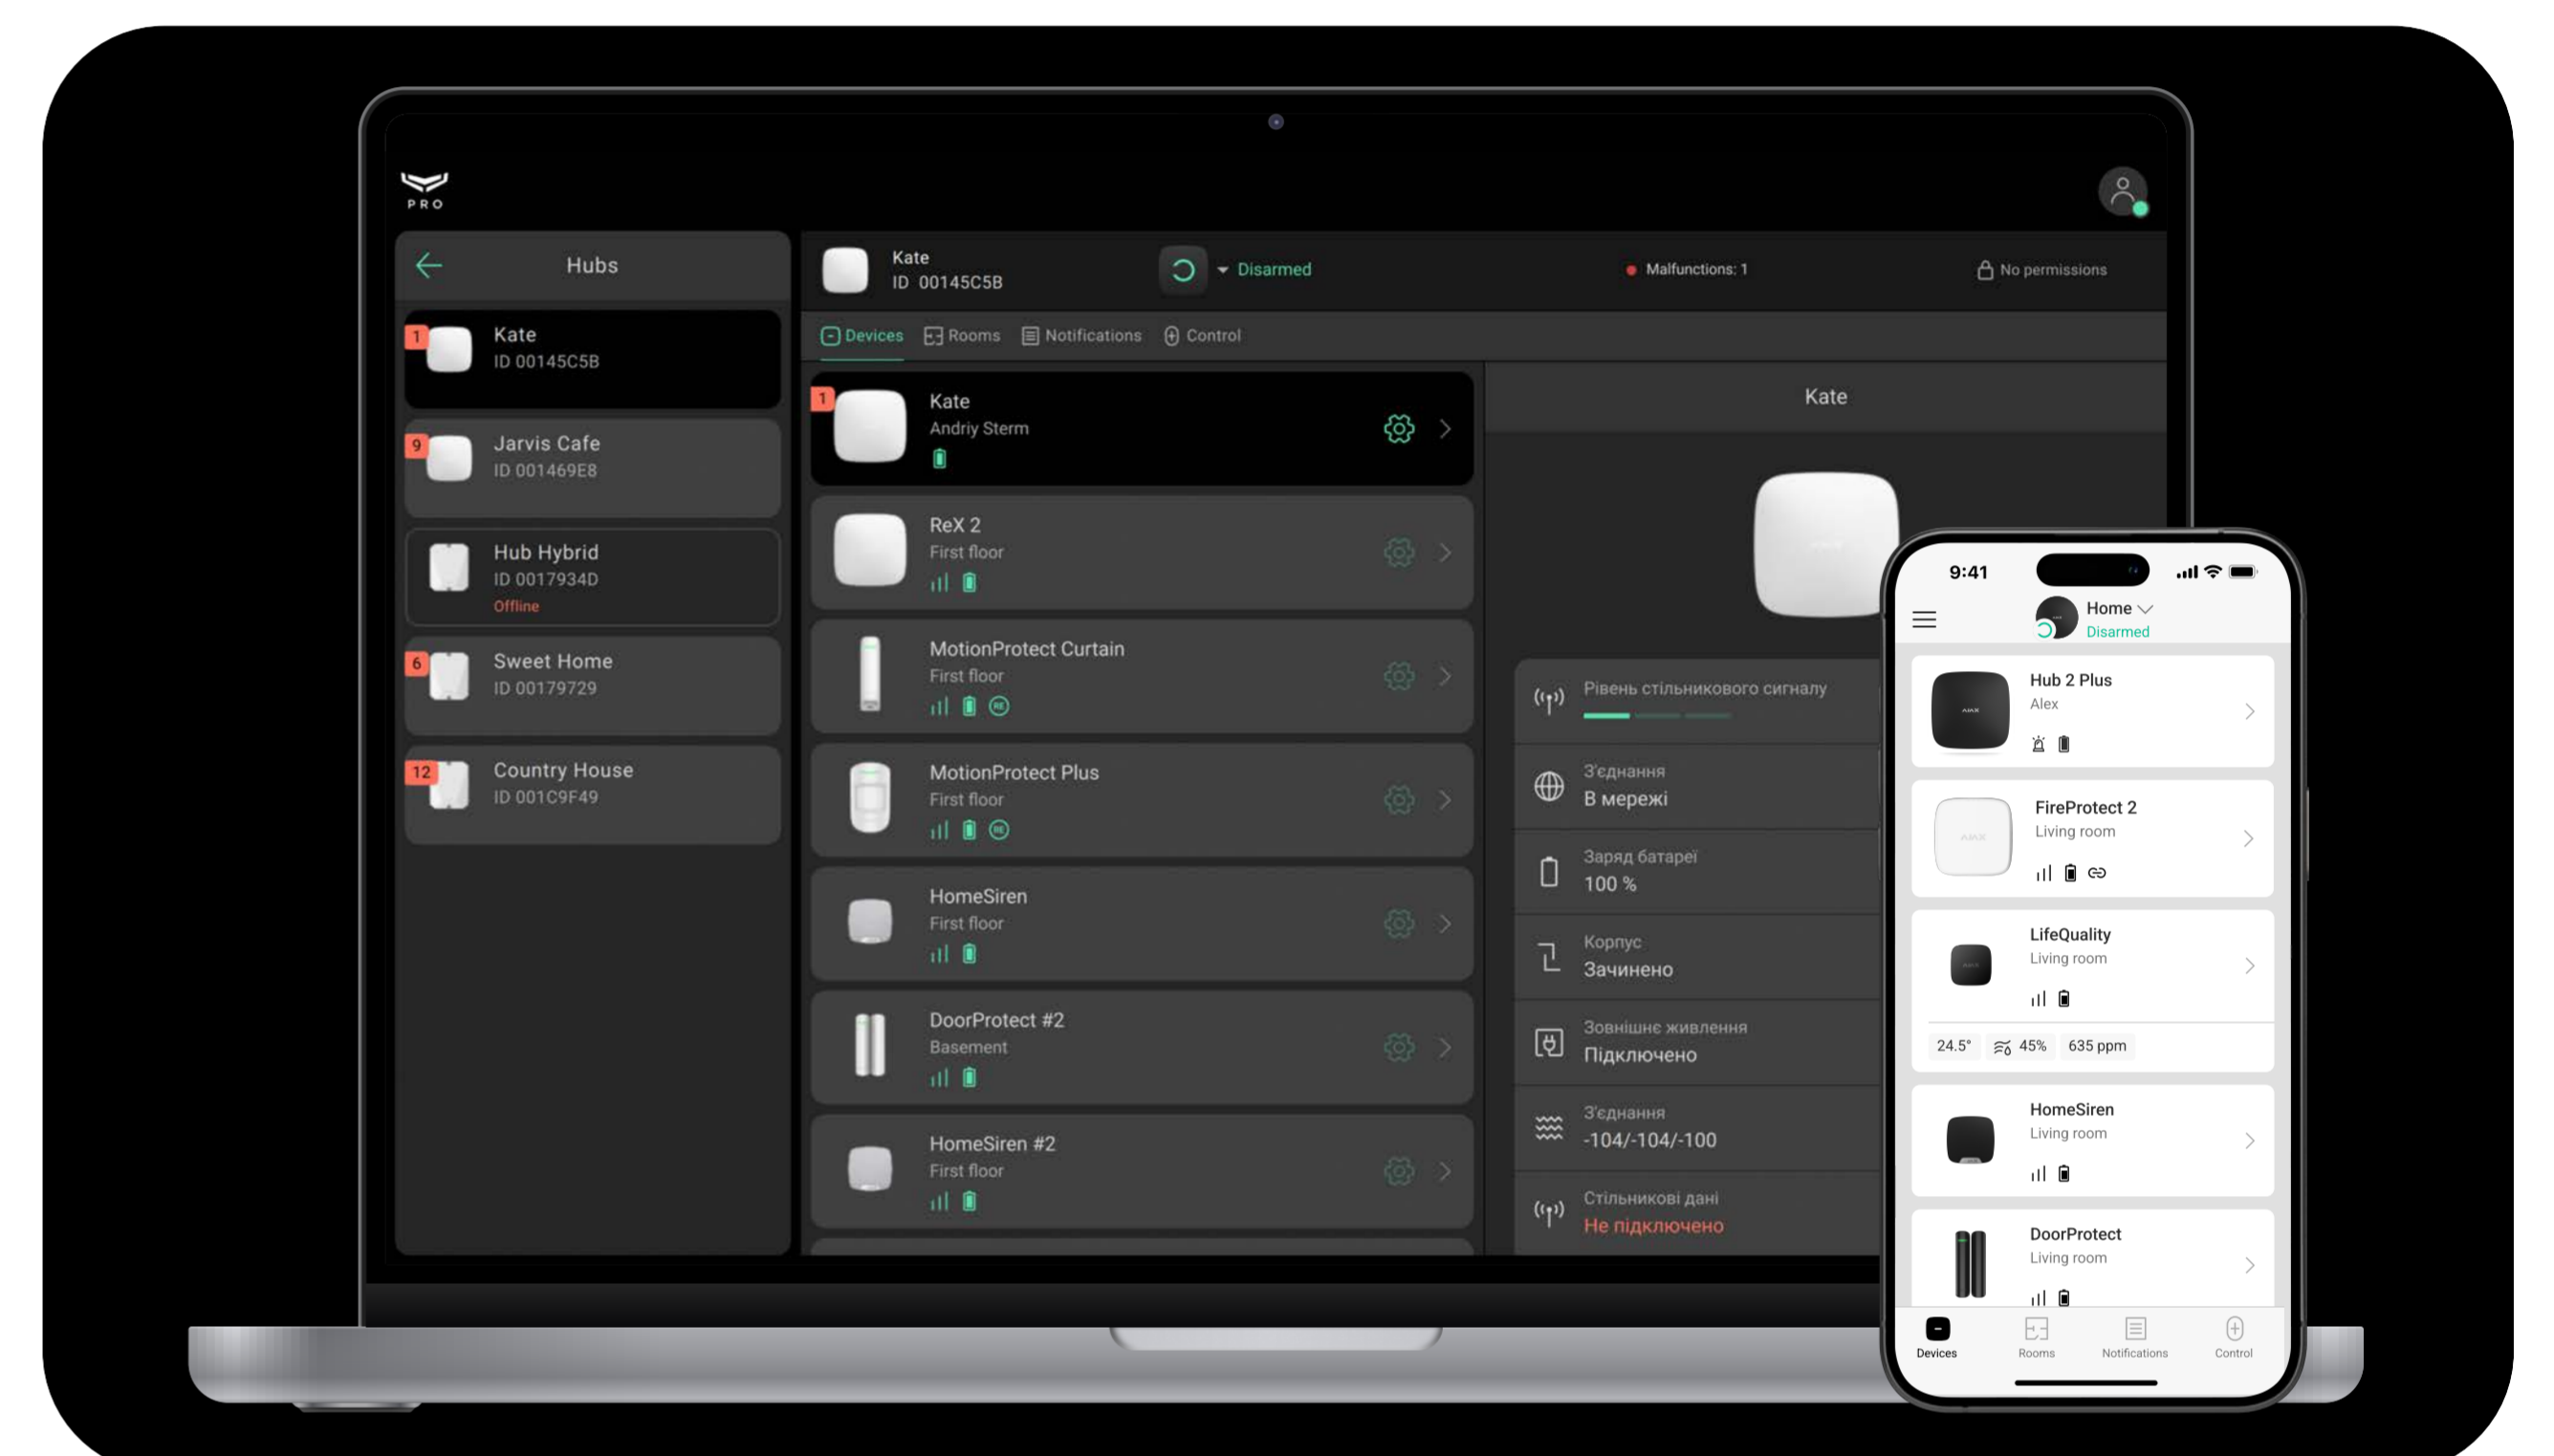 PRO
Hubs
1
Kate
ID 00145C5B
9
Jarvis Cafe
ID 001469E8
Hub Hybrid
ID 0017934D
Offline
6
Sweet Home
ID 00179729
12
Country House
ID 001C9F49
Kate
ID 00145C5B
Disarmed
Malfunctions: 1
No permissions
Devices
Rooms
Notifications
Control
1
Kate
Andriy Sterm
ReX 2
First floor
MotionProtect Curtain
First floor
RE
MotionProtect Plus
First floor
RE
HomeSiren
First floor
DoorProtect #2
Basement
HomeSiren #2
First floor
Kate
Рівень стільникового сигналу
З'єднання
В мережі
Заряд батареї
100 %
Корпус
Зачинено
Зовнішнє живлення
Підключено
З'єднання
-104/-104/-100
Стільникові дані
Не підключено
9:41
Home
Disarmed
Hub 2 Plus
Alex
AJAX
FireProtect 2
Living room
AJAX
LifeQuality
Living room
AJAX
24.5°
45%
635 ppm
HomeSiren
Living room
DoorProtect
Living room
Devices
Rooms
Notifications
Control